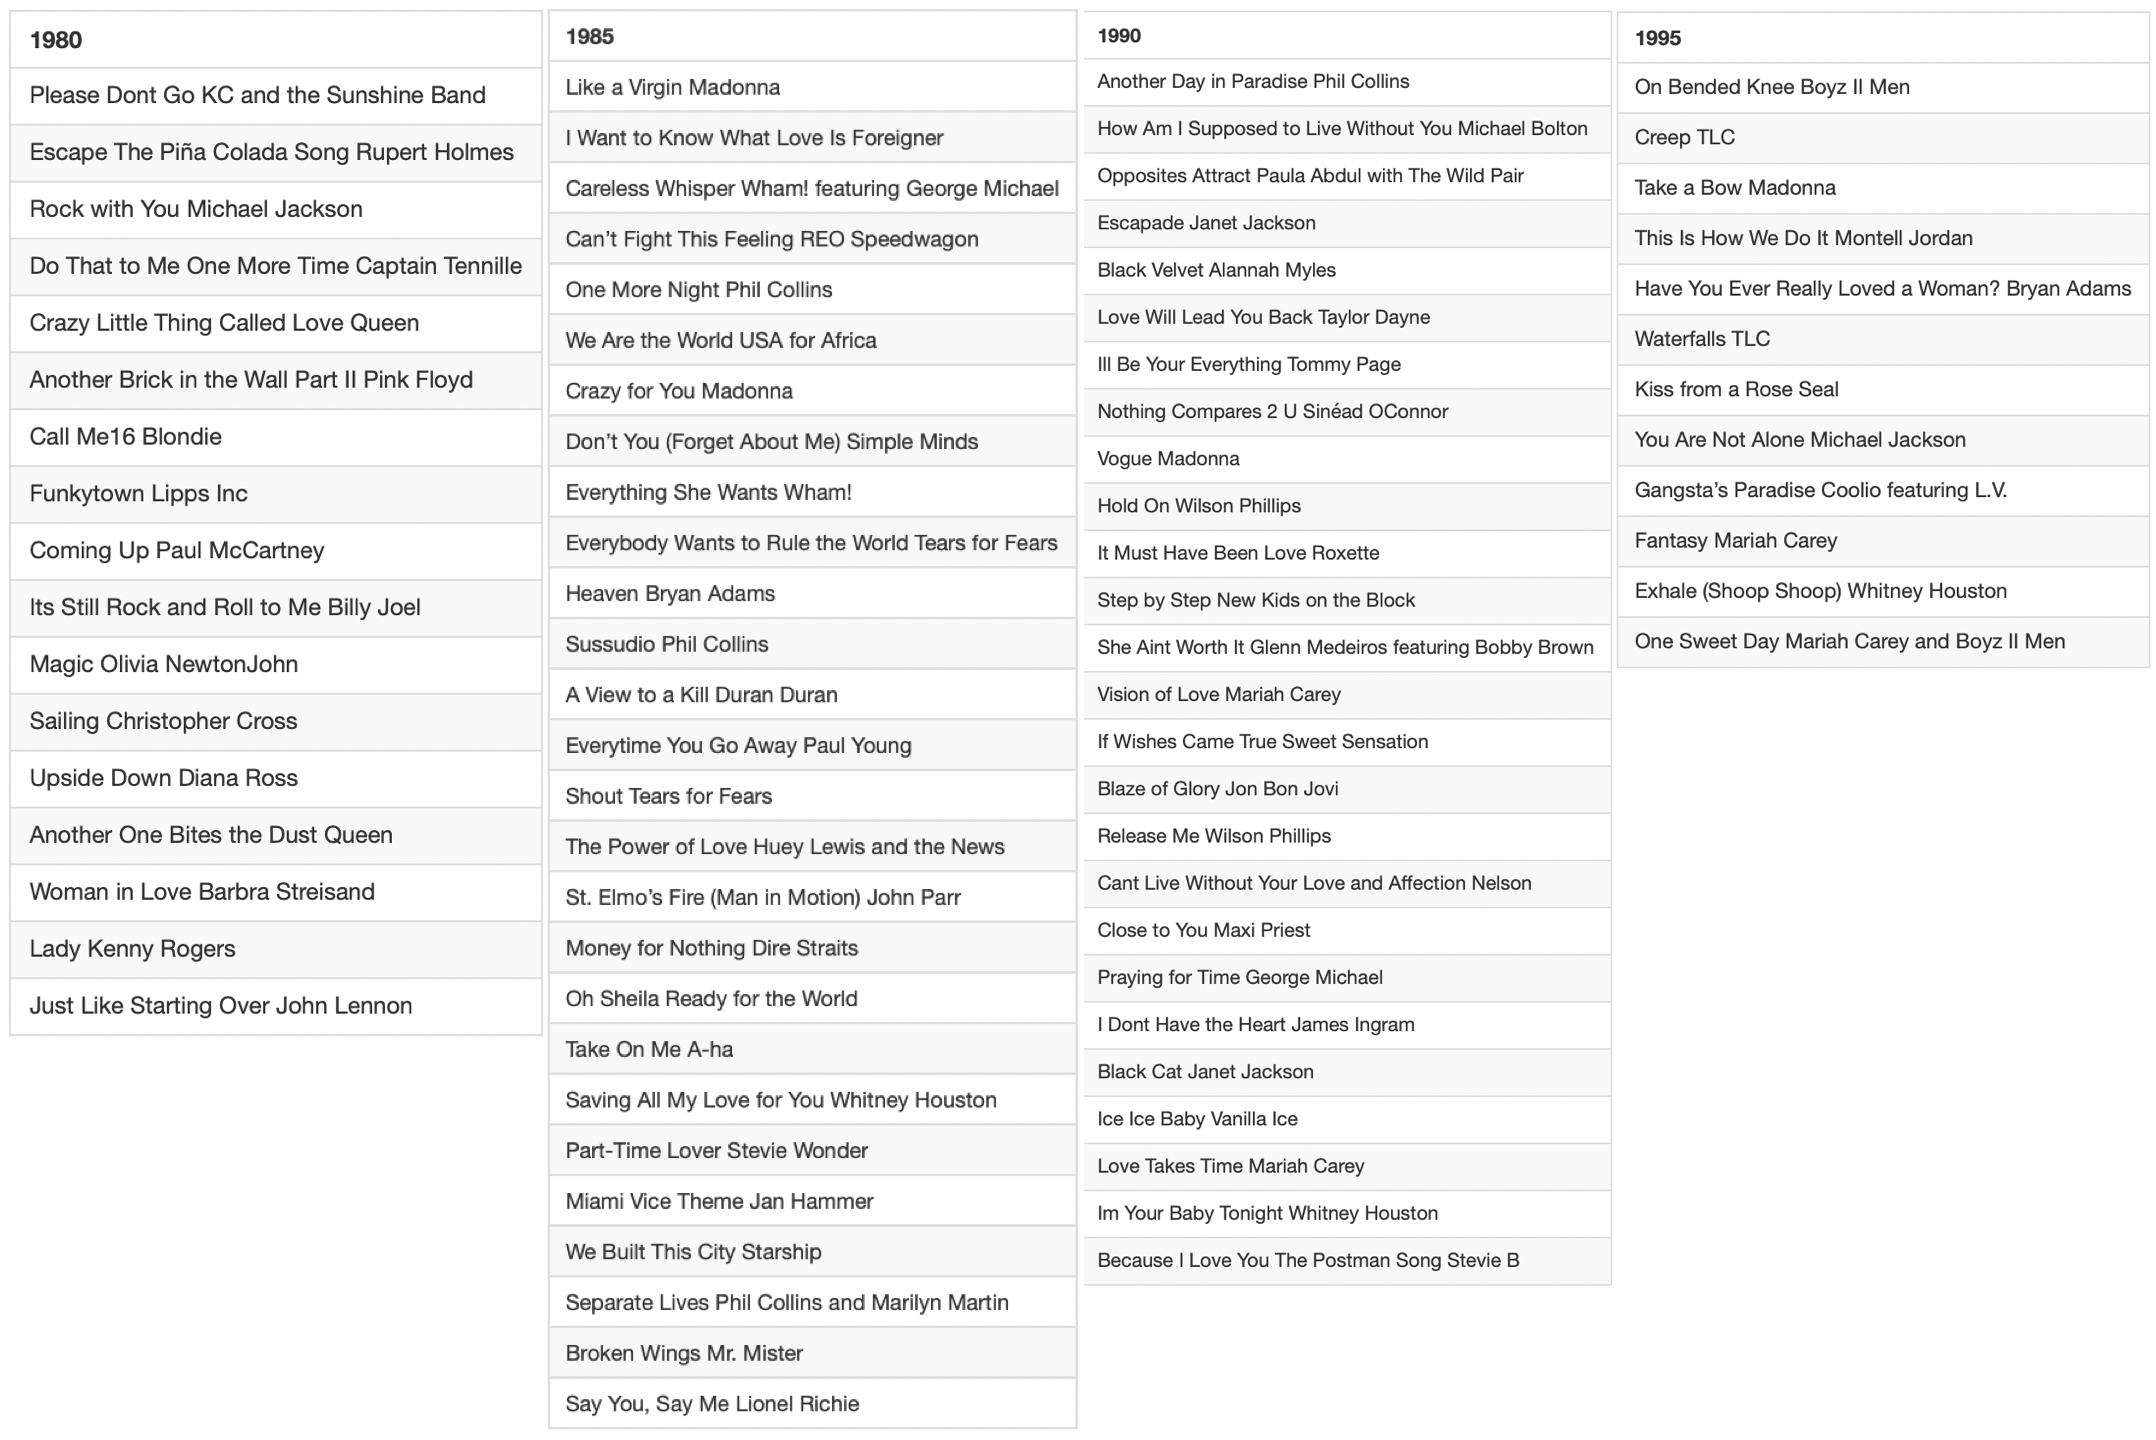 1980
Please Dont Go KC and the Sunshine Band
Escape The Piña Colada Song Rupert Holmes
Rock with You Michael Jackson
Do That to Me One More Time Captain Tennille
Crazy Little Thing Called Love Queen
Another Brick in the Wall Part II Pink Floyd
Call Me16 Blondie
Funkytown Lipps Inc
Coming Up Paul McCartney
Its Still Rock and Roll to Me Billy Joel
Magic Olivia NewtonJohn
Sailing Christopher Cross
Upside Down Diana Ross
Another One Bites the Dust Queen
Woman in Love Barbra Streisand
Lady Kenny Rogers
Just Like Starting Over John Lennon
1985
Like a Virgin Madonna
I Want to Know What Love Is Foreigner
Careless Whisper Wham! featuring George Michael
Can’t Fight This Feeling REO Speedwagon
One More Night Phil Collins
We Are the World USA for Africa
Crazy for You Madonna
Don’t You (Forget About Me) Simple Minds
Everything She Wants Wham!
Everybody Wants to Rule the World Tears for Fears
Heaven Bryan Adams
Sussudio Phil Collins
A View to a Kill Duran Duran
Everytime You Go Away Paul Young
Shout Tears for Fears
The Power of Love Huey Lewis and the News
St. Elmo’s Fire (Man in Motion) John Parr
Money for Nothing Dire Straits
Oh Sheila Ready for the World
Take On Me A-ha
Saving All My Love for You Whitney Houston
Part-Time Lover Stevie Wonder
Miami Vice Theme Jan Hammer
We Built This City Starship
Separate Lives Phil Collins and Marilyn Martin
Broken Wings Mr. Mister
Say You, Say Me Lionel Richie
1990
Another Day in Paradise Phil Collins
How Am I Supposed to Live Without You Michael Bolton
Opposites Attract Paula Abdul with The Wild Pair
Escapade Janet Jackson
Black Velvet Alannah Myles
Love Will Lead You Back Taylor Dayne
Ill Be Your Everything Tommy Page
Nothing Compares 2 U Sinéad OConnor
Vogue Madonna
Hold On Wilson Phillips
It Must Have Been Love Roxette
Step by Step New Kids on the Block
She Aint Worth It Glenn Medeiros featuring Bobby Brown
Vision of Love Mariah Carey
If Wishes Came True Sweet Sensation
Blaze of Glory Jon Bon Jovi
Release Me Wilson Phillips
Cant Live Without Your Love and Affection Nelson
Close to You Maxi Priest
Praying for Time George Michael
I Dont Have the Heart James Ingram
Black Cat Janet Jackson
Ice Ice Baby Vanilla Ice
Love Takes Time Mariah Carey
Im Your Baby Tonight Whitney Houston
Because I Love You The Postman Song Stevie B
1995
On Bended Knee Boyz II Men
Creep TLC
Take a Bow Madonna
This Is How We Do It Montell Jordan
Have You Ever Really Loved a Woman? Bryan Adams
Waterfalls TLC
Kiss from a Rose Seal
You Are Not Alone Michael Jackson
Gangsta’s Paradise Coolio featuring L.V.
Fantasy Mariah Carey
Exhale (Shoop Shoop) Whitney Houston
One Sweet Day Mariah Carey and Boyz II Men